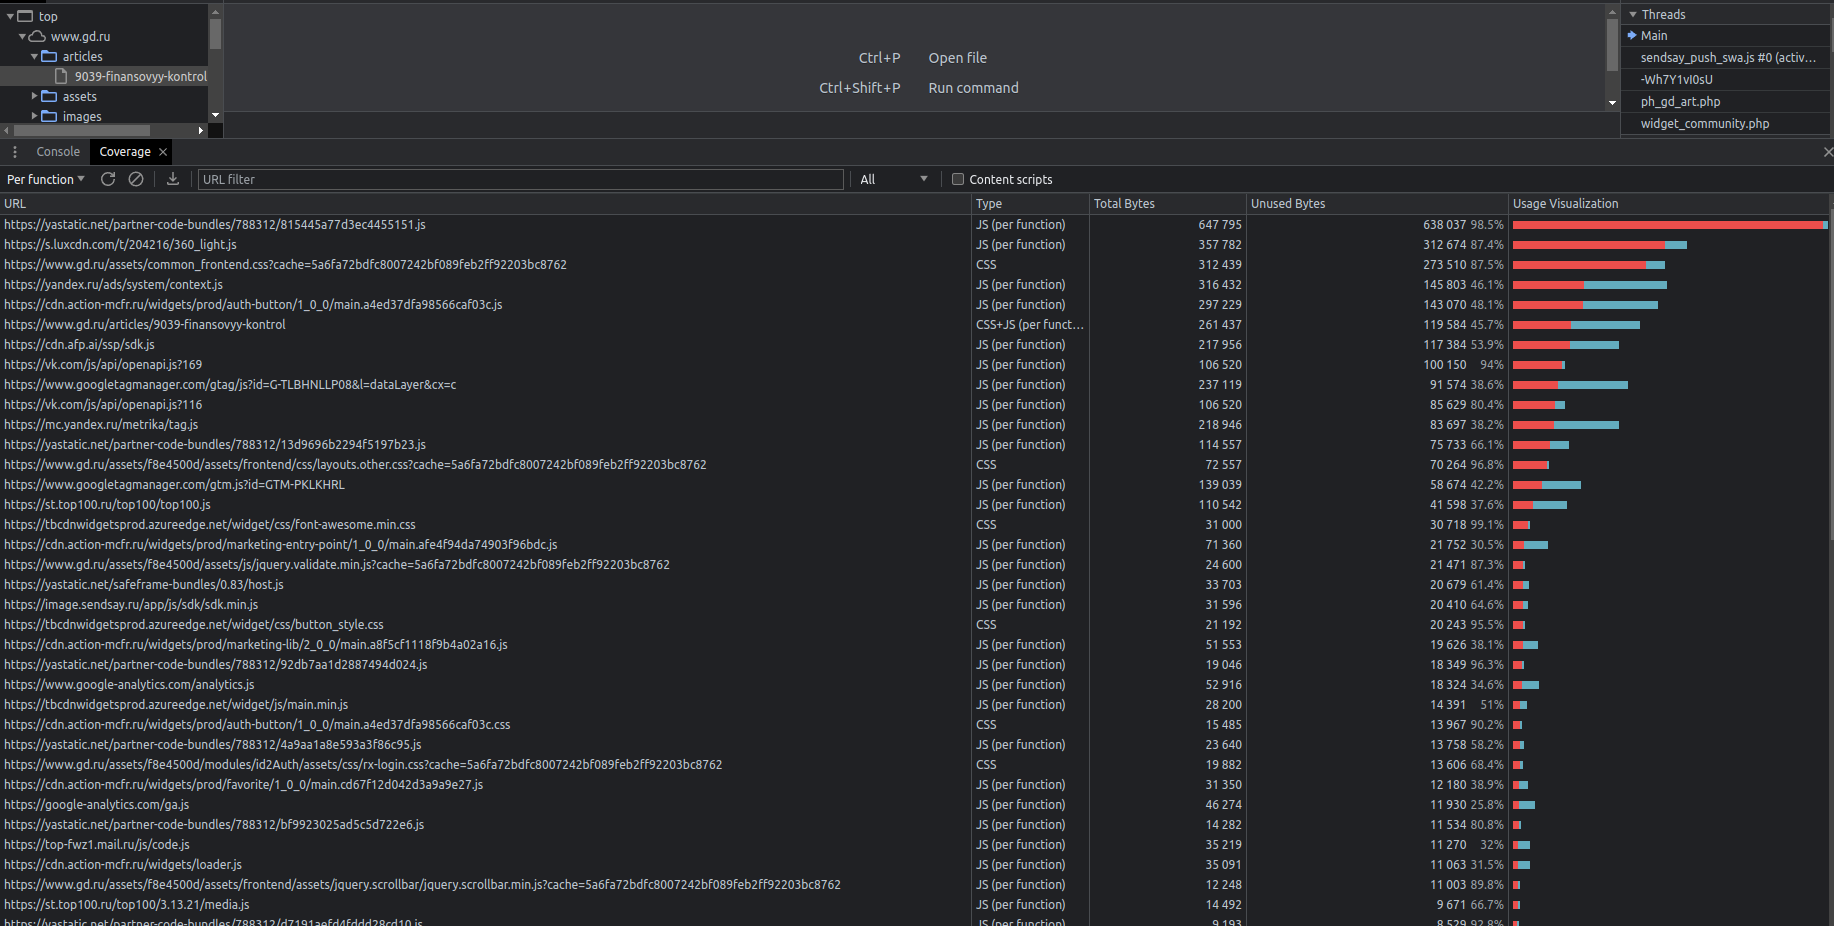 top
www.gd.ru
articles
9039-finansovyy-kontrol
assets
images
Ctrl+P Open file
Ctrl+Shift+P Run command
Threads
Main
sendsay_push_swa.js #0 (activ…
-Wh7Y1vI0sU
ph_gd_art.php
widget_community.php
Console Coverage
Per function URL filter All Content scripts
URL Type Total Bytes Unused Bytes Usage Visualization
https://yastatic.net/partner-code-bundles/788312/815445a77d3ec4455151.js JS (per function) 647 795 638 037 98.5%
https://s.luxcdn.com/t/204216/360_light.js JS (per function) 357 782 312 674 87.4%
https://www.gd.ru/assets/common_frontend.css?cache=5a6fa72bdfc8007242bf089feb2ff92203bc8762 CSS 312 439 273 510 87.5%
https://yandex.ru/ads/system/context.js JS (per function) 316 432 145 803 46.1%
https://cdn.action-mcfr.ru/widgets/prod/auth-button/1_0_0/main.a4ed37dfa98566caf03c.js JS (per function) 297 229 143 070 48.1%
https://www.gd.ru/articles/9039-finansovyy-kontrol CSS+JS (per funct… 261 437 119 584 45.7%
https://cdn.afp.ai/ssp/sdk.js JS (per function) 217 956 117 384 53.9%
https://vk.com/js/api/openapi.js?169 JS (per function) 106 520 100 150 94%
https://www.googletagmanager.com/gtag/js?id=G-TLBHNLLP08&l=dataLayer&cx=c JS (per function) 237 119 91 574 38.6%
https://vk.com/js/api/openapi.js?116 JS (per function) 106 520 85 629 80.4%
https://mc.yandex.ru/metrika/tag.js JS (per function) 218 946 83 697 38.2%
https://yastatic.net/partner-code-bundles/788312/13d9696b2294f5197b23.js JS (per function) 114 557 75 733 66.1%
https://www.gd.ru/assets/f8e4500d/assets/frontend/css/layouts.other.css?cache=5a6fa72bdfc8007242bf089feb2ff92203bc8762 CSS 72 557 70 264 96.8%
https://www.googletagmanager.com/gtm.js?id=GTM-PKLKHRL JS (per function) 139 039 58 674 42.2%
https://st.top100.ru/top100/top100.js JS (per function) 110 542 41 598 37.6%
https://tbcdnwidgetsprod.azureedge.net/widget/css/font-awesome.min.css CSS 31 000 30 718 99.1%
https://cdn.action-mcfr.ru/widgets/prod/marketing-entry-point/1_0_0/main.afe4f94da74903f96bdc.js JS (per function) 71 360 21 752 30.5%
https://www.gd.ru/assets/f8e4500d/assets/js/jquery.validate.min.js?cache=5a6fa72bdfc8007242bf089feb2ff92203bc8762 JS (per function) 24 600 21 471 87.3%
https://yastatic.net/safeframe-bundles/0.83/host.js JS (per function) 33 703 20 679 61.4%
https://image.sendsay.ru/app/js/sdk/sdk.min.js JS (per function) 31 596 20 410 64.6%
https://tbcdnwidgetsprod.azureedge.net/widget/css/button_style.css CSS 21 192 20 243 95.5%
https://cdn.action-mcfr.ru/widgets/prod/marketing-lib/2_0_0/main.a8f5cf1118f9b4a02a16.js JS (per function) 51 553 19 626 38.1%
https://yastatic.net/partner-code-bundles/788312/92db7aa1d2887494d024.js JS (per function) 19 046 18 349 96.3%
https://www.google-analytics.com/analytics.js JS (per function) 52 916 18 324 34.6%
https://tbcdnwidgetsprod.azureedge.net/widget/js/main.min.js JS (per function) 28 200 14 391 51%
https://cdn.action-mcfr.ru/widgets/prod/auth-button/1_0_0/main.a4ed37dfa98566caf03c.css CSS 15 485 13 967 90.2%
https://yastatic.net/partner-code-bundles/788312/4a9aa1a8e593a3f86c95.js JS (per function) 23 640 13 758 58.2%
https://www.gd.ru/assets/f8e4500d/modules/id2Auth/assets/css/rx-login.css?cache=5a6fa72bdfc8007242bf089feb2ff92203bc8762 CSS 19 882 13 606 68.4%
https://cdn.action-mcfr.ru/widgets/prod/favorite/1_0_0/main.cd67f12d042d3a9a9e27.js JS (per function) 31 350 12 180 38.9%
https://google-analytics.com/ga.js JS (per function) 46 274 11 930 25.8%
https://yastatic.net/partner-code-bundles/788312/bf9923025ad5c5d722e6.js JS (per function) 14 282 11 534 80.8%
https://top-fwz1.mail.ru/js/code.js JS (per function) 35 219 11 270 32%
https://cdn.action-mcfr.ru/widgets/loader.js JS (per function) 35 091 11 063 31.5%
https://www.gd.ru/assets/f8e4500d/assets/frontend/assets/jquery.scrollbar/jquery.scrollbar.min.js?cache=5a6fa72bdfc8007242bf089feb2ff92203bc8762 JS (per function) 12 248 11 003 89.8%
https://st.top100.ru/top100/3.13.21/media.js JS (per function) 14 492 9 671 66.7%
https://yastatic.net/partner-code-bundles/788312/d7191aefd4fddd28cd10.js JS (per function) 9 193 8 529 92.8%